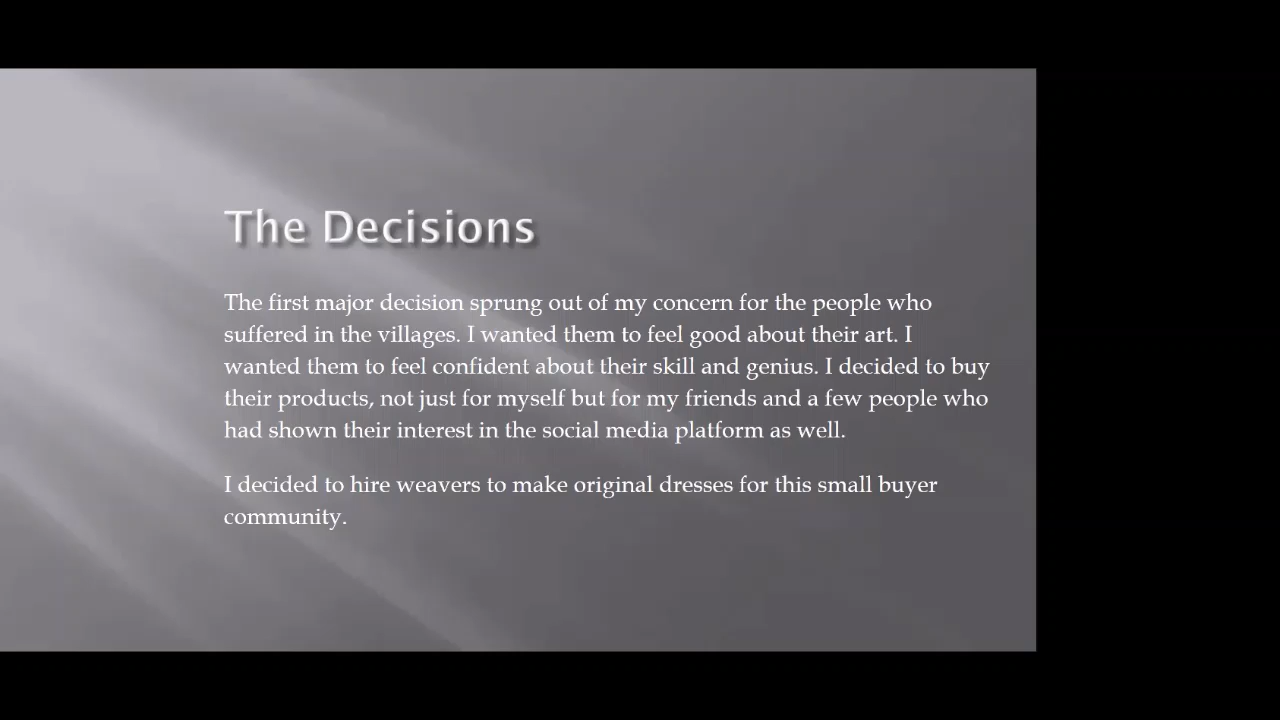 The Decisions
The first major decision sprung out of my concern for the people who
suffered in the villages. I wanted them to feel good about their art. I
wanted them to feel confident about their skill and genius. I decided to buy
their products, not just for myself but for my friends and a few people who
had shown their interest in the social media platform as well.
I decided to hire weavers to make original dresses for this small buyer
community.